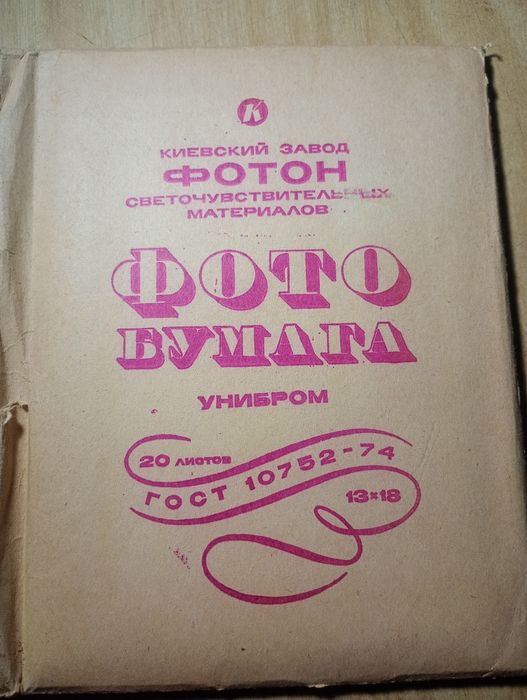 К
КИЕВСКИЙ ЗАВОД
ФОТОН
СВЕТОЧУВСТВИТЕЛЬНЫХ
МАТЕРИАЛОВ
ФОТО
БУМАГА
УНИБРОМ
20 ЛИСТОВ
ГОСТ 10752-74
13×18